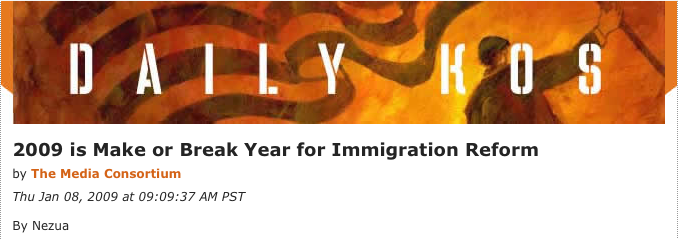 DAILY KOS
2009 is Make or Break Year for Immigration Reform
by The Media Consortium
Thu Jan 08, 2009 at 09:09:37 AM PST
By Nezua